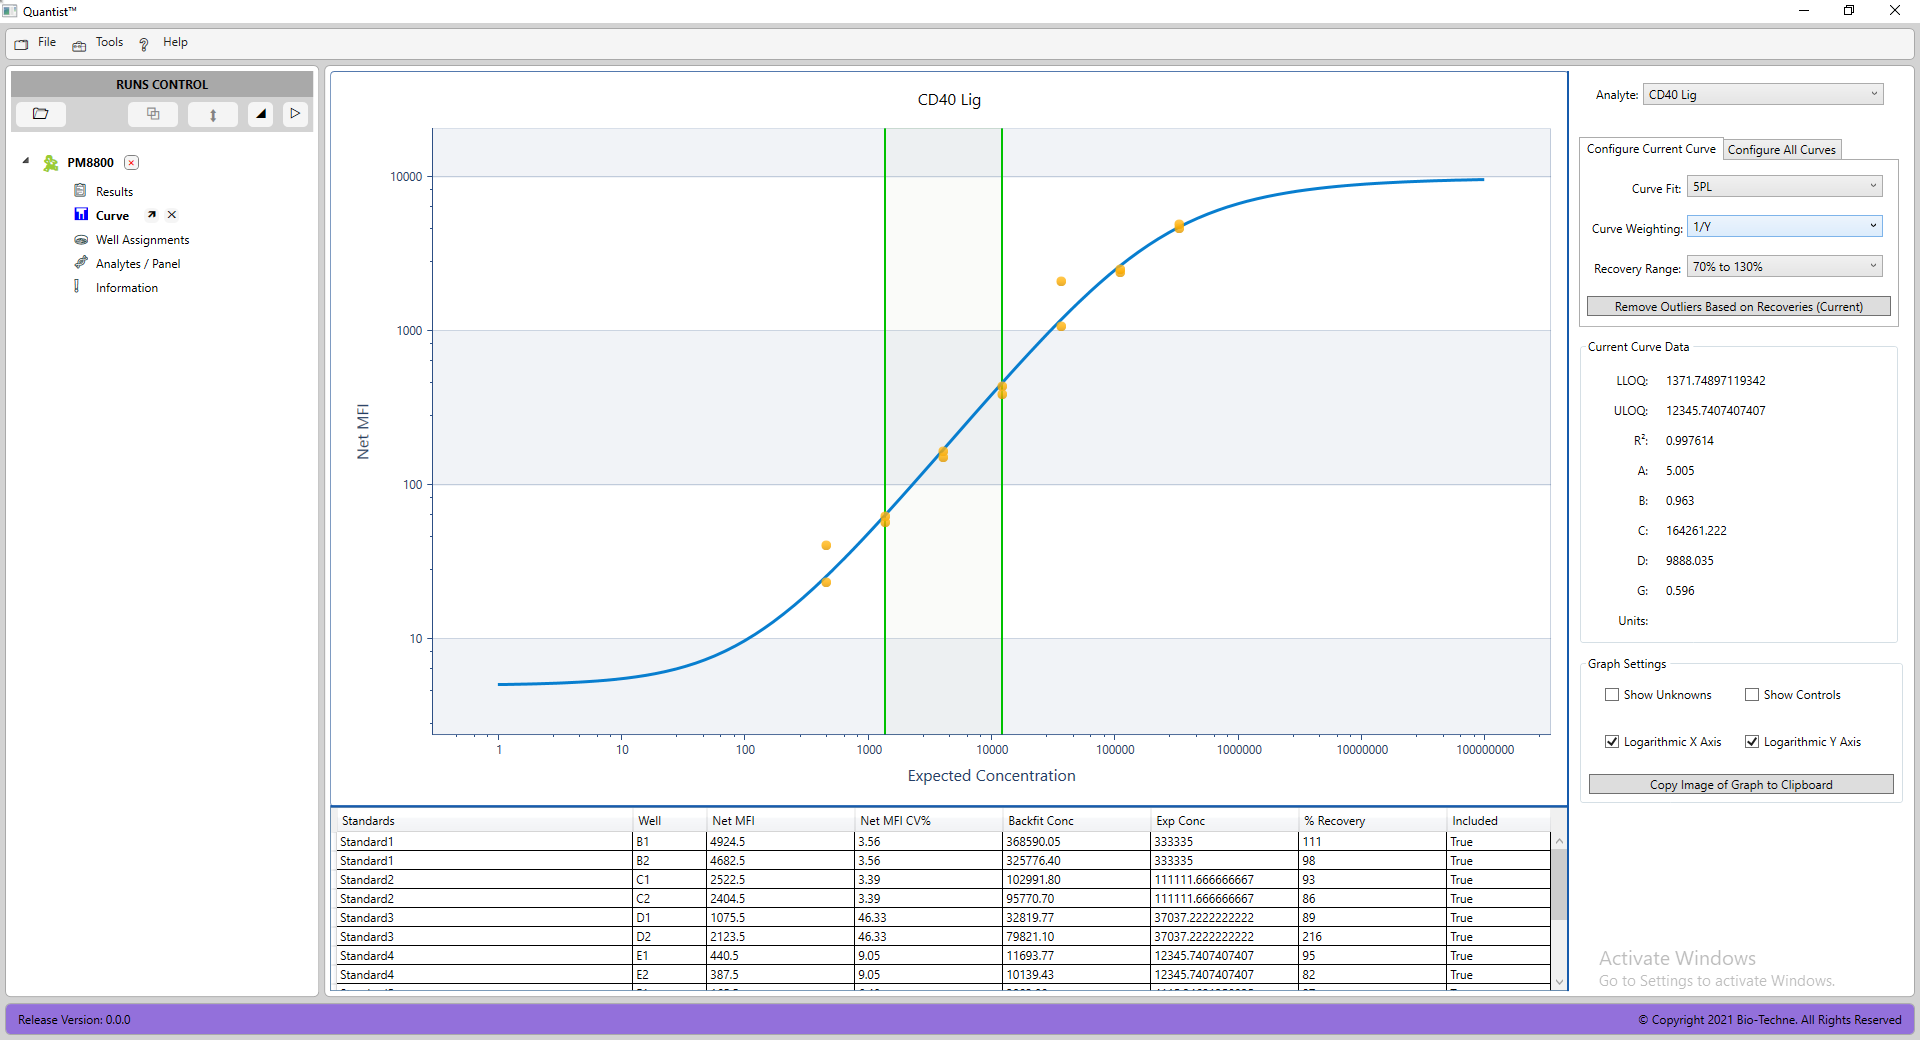 Quantist™
File Tools Help
RUNS CONTROL
PM8800
Results
Curve
Well Assignments
Analytes / Panel
Information
CD40 Lig
Net MFI
10000
1000
100
10
1 10 100 1000 10000 100000 1000000 10000000 100000000
Expected Concentration
Standards Well Net MFI Net MFI CV% Backfit Conc Exp Conc % Recovery Included
Standard1 B1 4924.5 3.56 368590.05 333335 111 True
Standard1 B2 4682.5 3.56 325776.40 333335 98 True
Standard2 C1 2522.5 3.39 102991.80 111111.666666667 93 True
Standard2 C2 2404.5 3.39 95770.70 111111.666666667 86 True
Standard3 D1 1075.5 46.33 32819.77 37037.2222222222 89 True
Standard3 D2 2123.5 46.33 79821.10 37037.2222222222 216 True
Standard4 E1 440.5 9.05 11693.77 12345.7407407407 95 True
Standard4 E2 387.5 9.05 10139.43 12345.7407407407 82 True
Analyte: CD40 Lig
Configure Current Curve Configure All Curves
Curve Fit: 5PL
Curve Weighting: 1/Y
Recovery Range: 70% to 130%
Remove Outliers Based on Recoveries (Current)
Current Curve Data
LLOQ: 1371.74897119342
ULOQ: 12345.7407407407
R²: 0.997614
A: 5.005
B: 0.963
C: 164261.222
D: 9888.035
G: 0.596
Units:
Graph Settings
Show Unknowns Show Controls
Logarithmic X Axis Logarithmic Y Axis
Copy Image of Graph to Clipboard
Activate Windows
Go to Settings to activate Windows.
Release Version: 0.0.0
© Copyright 2021 Bio-Techne. All Rights Reserved